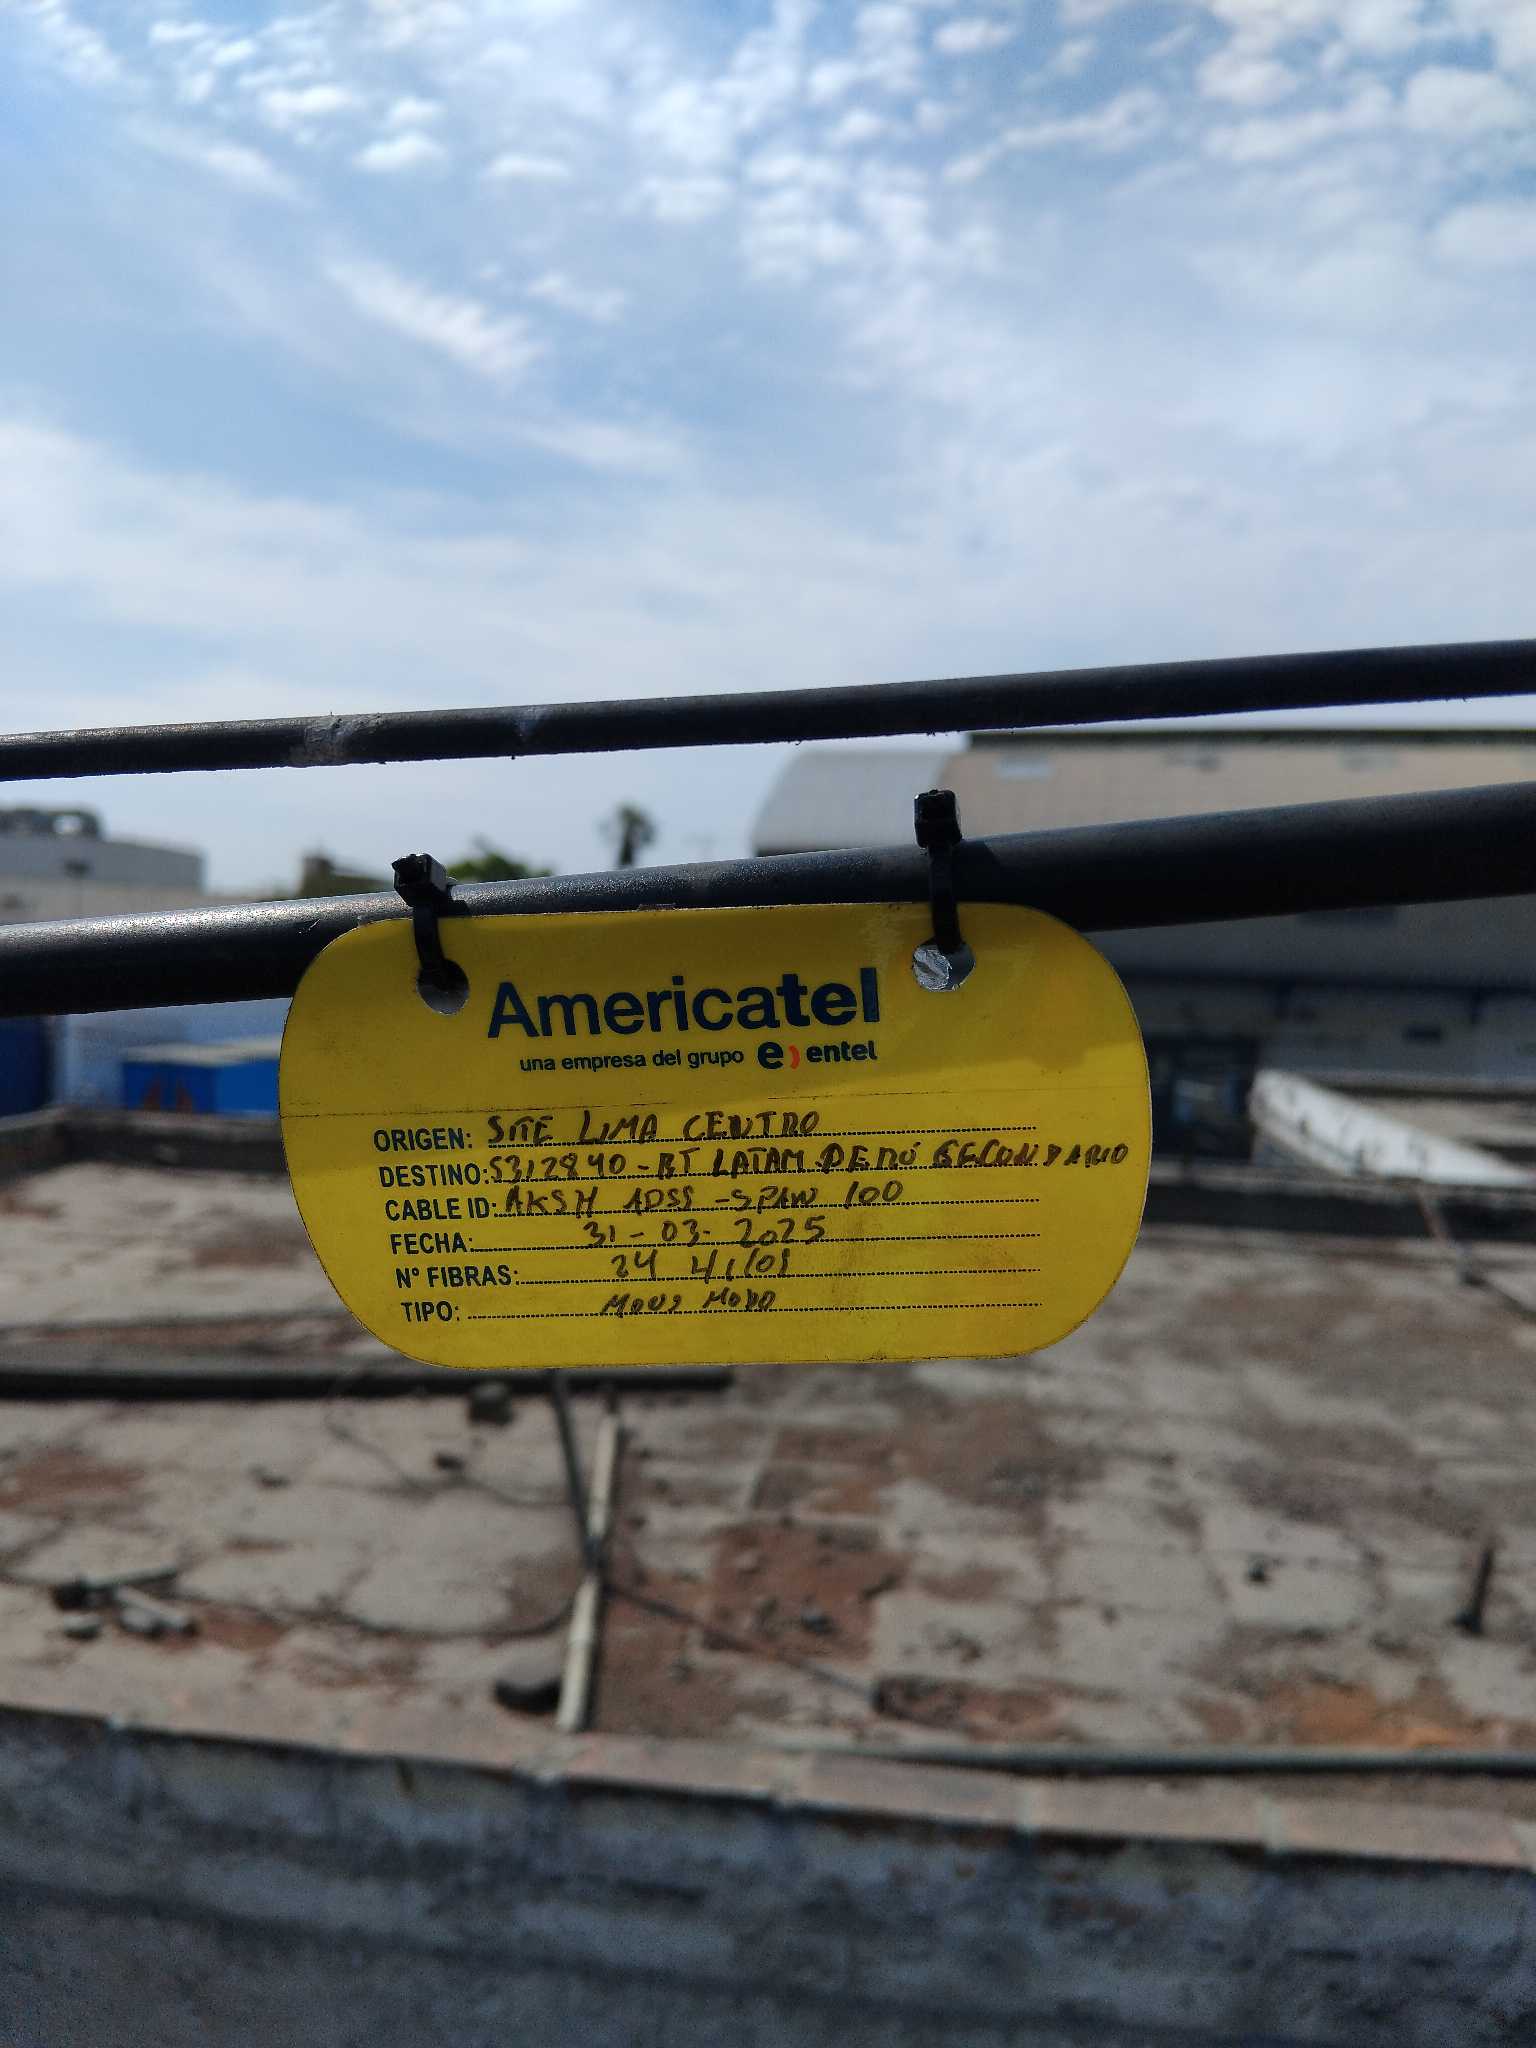 Americatel
una empresa del grupo e) entel
ORIGEN: SITE LIMA CENTRO
DESTINO: 5312840 - BT LATAM PERÚ SECONDARIO
CABLE ID: AKSH ADSS - SPAN 100
FECHA: 31 - 03 - 2025
Nº FIBRAS: 24 Hilos
TIPO: MONO MODO